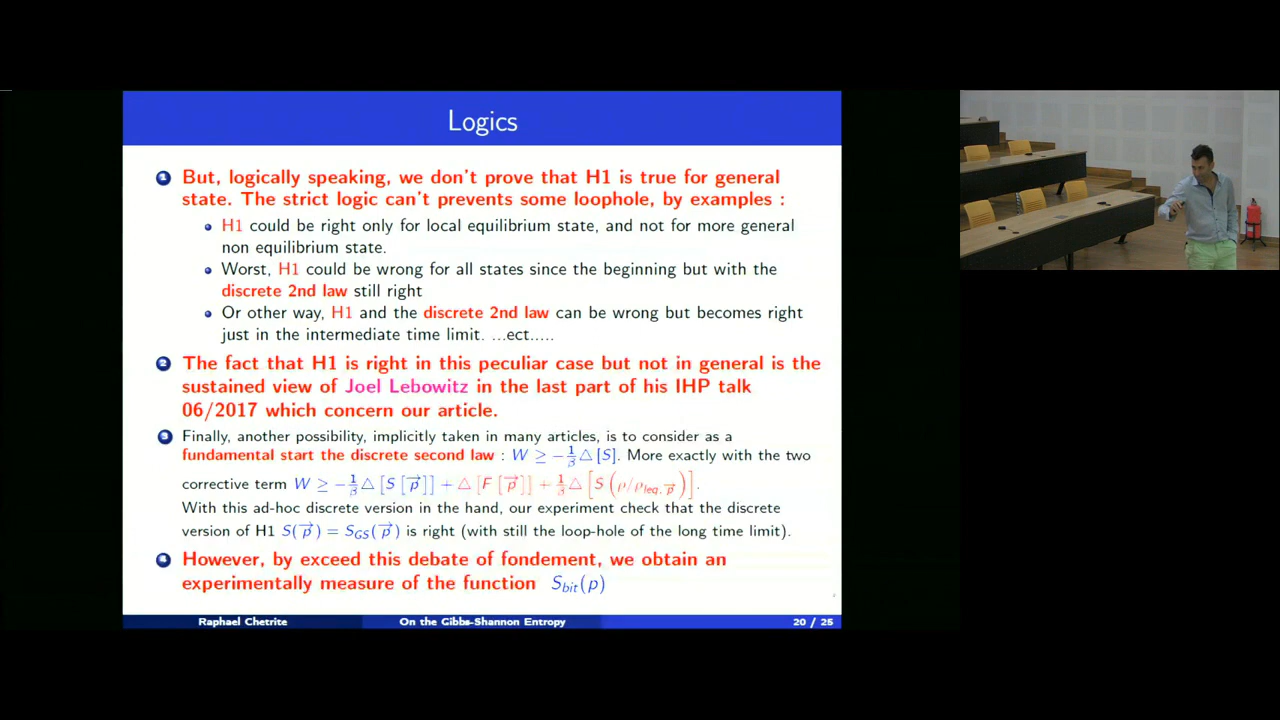 Logics
1 But, logically speaking, we don't prove that H1 is true for general
state. The strict logic can't prevents some loophole, by examples :
• H1 could be right only for local equilibrium state, and not for more general
non equilibrium state.
• Worst, H1 could be wrong for all states since the beginning but with the
discrete 2nd law still right
• Or other way, H1 and the discrete 2nd law can be wrong but becomes right
just in the intermediate time limit. ...ect.....
2 The fact that H1 is right in this peculiar case but not in general is the
sustained view of Joel Lebowitz in the last part of his IHP talk
06/2017 which concern our article.
3 Finally, another possibility, implicitly taken in many articles, is to consider as a
fundamental start the discrete second law : W ≥ −1/β △ [S]. More exactly with the two
corrective term W ≥ −1/β △ [S [p⃗]] + △ [F [p⃗]] + 1/β △ [S (ρ/ρ_leq, p⃗)].
With this ad-hoc discrete version in the hand, our experiment check that the discrete
version of H1 S(p⃗) = S_GS(p⃗) is right (with still the loop-hole of the long time limit).
4 However, by exceed this debate of fondement, we obtain an
experimentally measure of the function S_bit(p)
Raphael Chetrite On the Gibbs-Shannon Entropy 20 / 25